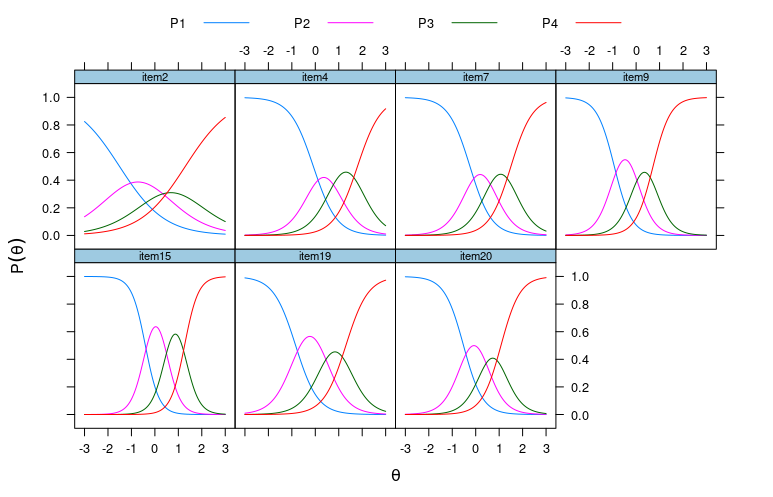 P1 P2 P3 P4
-3 -2 -1 0 1 2 3 -3 -2 -1 0 1 2 3
item2 item4 item7 item9
1.0
0.8
0.6
0.4
0.2
0.0
P(θ)
item15 item19 item20
1.0
0.8
0.6
0.4
0.2
0.0
-3 -2 -1 0 1 2 3 -3 -2 -1 0 1 2 3 -3 -2 -1 0 1 2 3
θ